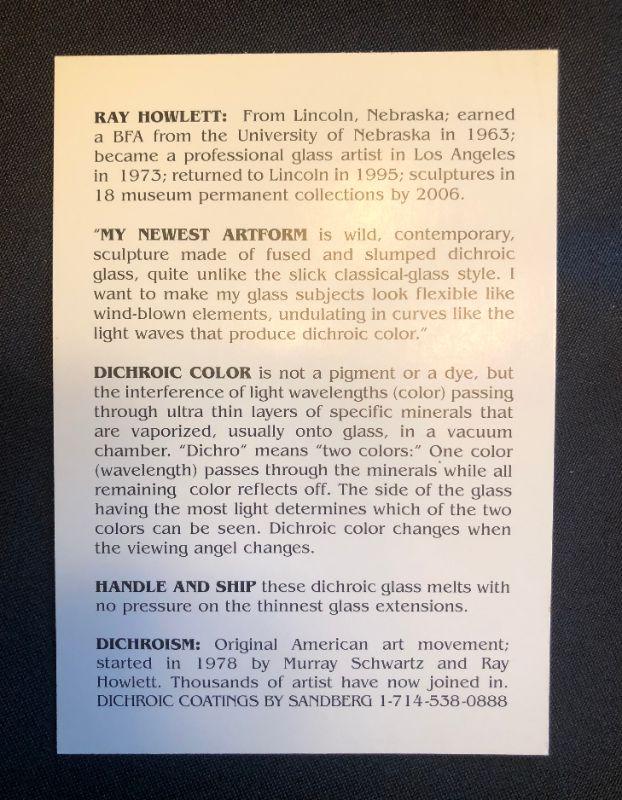 RAY HOWLETT: From Lincoln, Nebraska; earned
a BFA from the University of Nebraska in 1963;
became a professional glass artist in Los Angeles
in 1973; returned to Lincoln in 1995; sculptures in
18 museum permanent collections by 2006.
"MY NEWEST ARTFORM is wild, contemporary,
sculpture made of fused and slumped dichroic
glass, quite unlike the slick classical-glass style. I
want to make my glass subjects look flexible like
wind-blown elements, undulating in curves like the
light waves that produce dichroic color."
DICHROIC COLOR is not a pigment or a dye, but
the interference of light wavelengths (color) passing
through ultra thin layers of specific minerals that
are vaporized, usually onto glass, in a vacuum
chamber. "Dichro" means "two colors:" One color
(wavelength) passes through the minerals while all
remaining color reflects off. The side of the glass
having the most light determines which of the two
colors can be seen. Dichroic color changes when
the viewing angel changes.
HANDLE AND SHIP these dichroic glass melts with
no pressure on the thinnest glass extensions.
DICHROISM: Original American art movement;
started in 1978 by Murray Schwartz and Ray
Howlett. Thousands of artist have now joined in.
DICHROIC COATINGS BY SANDBERG 1-714-538-0888